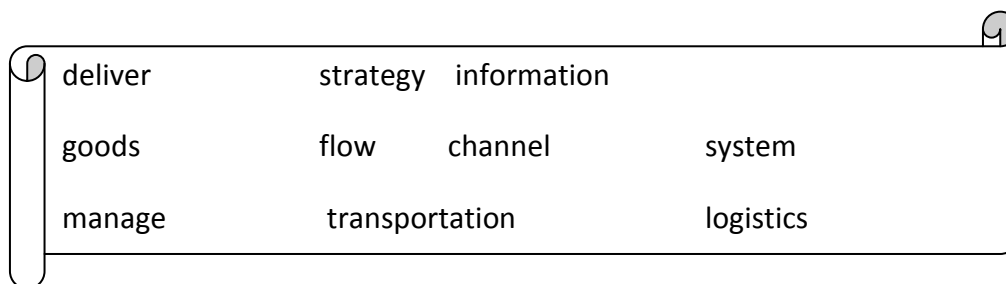 deliver strategy information
goods flow channel system
manage transportation logistics